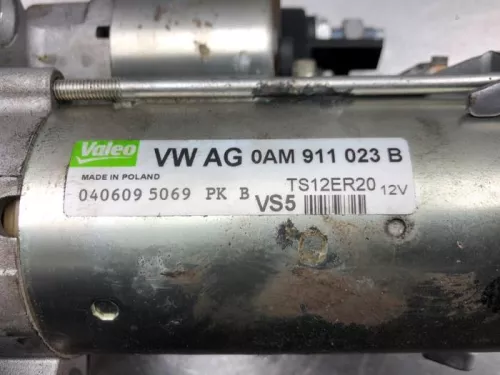 Valeo VW AG 0AM 911 023 B
MADE IN POLAND
040609 5069 PK B VS5 TS12ER20 12V